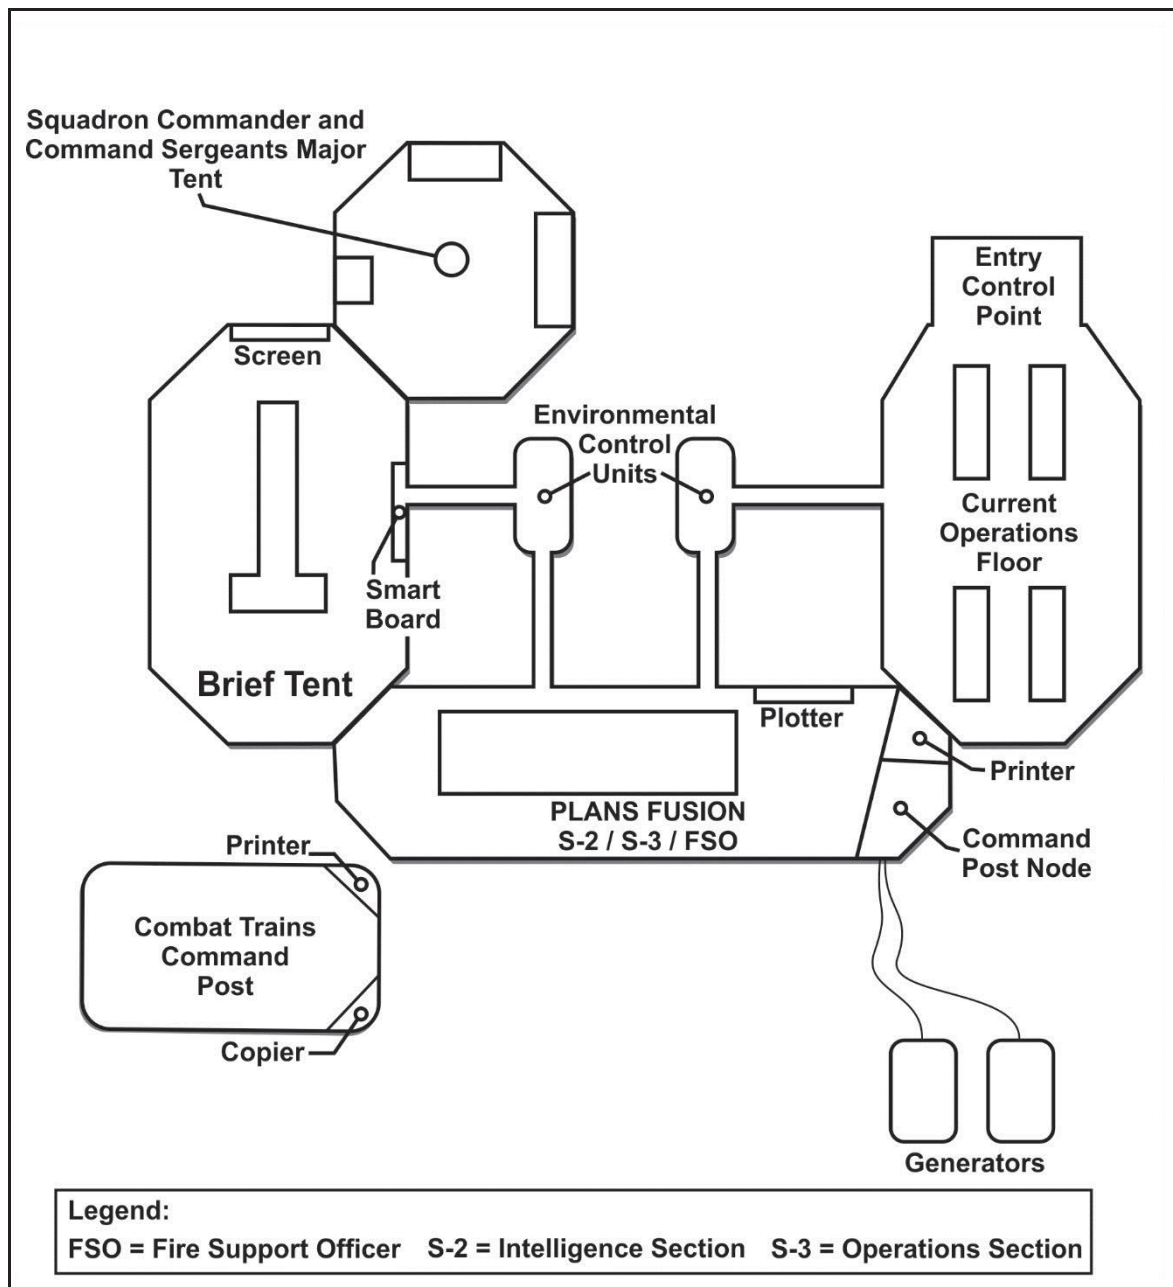 Squadron Commander and
Command Sergeants Major
Tent
Entry
Control
Point
Screen
Environmental
Control
Units
Current
Operations
Floor
Smart
Board
Brief Tent
Plotter
Printer
PLANS FUSION
S-2 / S-3 / FSO
Command
Post Node
Printer
Combat Trains
Command
Post
Copier
Generators
Legend:
FSO = Fire Support Officer S-2 = Intelligence Section S-3 = Operations Section